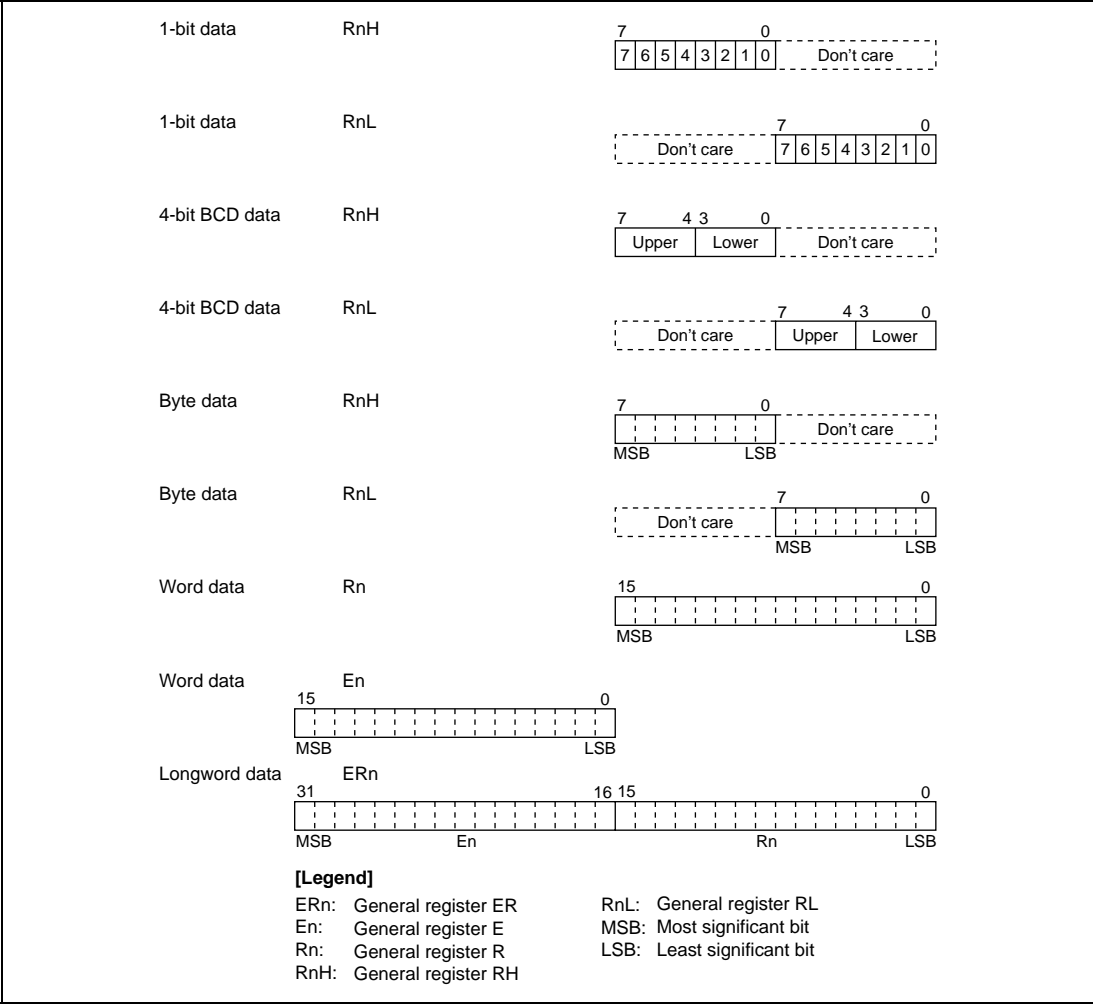 1-bit data RnH
7 0
7 6 5 4 3 2 1 0 Don't care
1-bit data RnL
7 0
Don't care 7 6 5 4 3 2 1 0
4-bit BCD data RnH
7 4 3 0
Upper Lower Don't care
4-bit BCD data RnL
7 4 3 0
Don't care Upper Lower
Byte data RnH
7 0
Don't care
MSB LSB
Byte data RnL
7 0
Don't care
MSB LSB
Word data Rn
15 0
MSB LSB
Word data En
15 0
MSB LSB
Longword data ERn
31 16 15 0
MSB En Rn LSB
[Legend]
ERn: General register ER
En: General register E
Rn: General register R
RnH: General register RH
RnL: General register RL
MSB: Most significant bit
LSB: Least significant bit